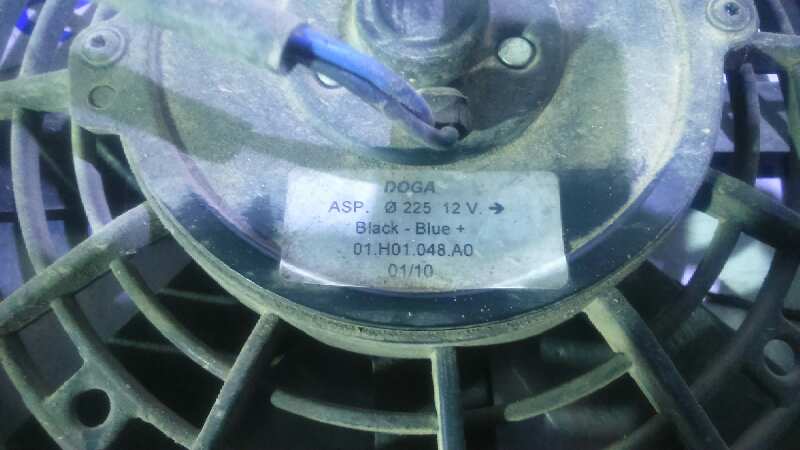 DOGA
ASP. Ø 225 12 V. →
Black - Blue +
01.H01.048.A0
01/10